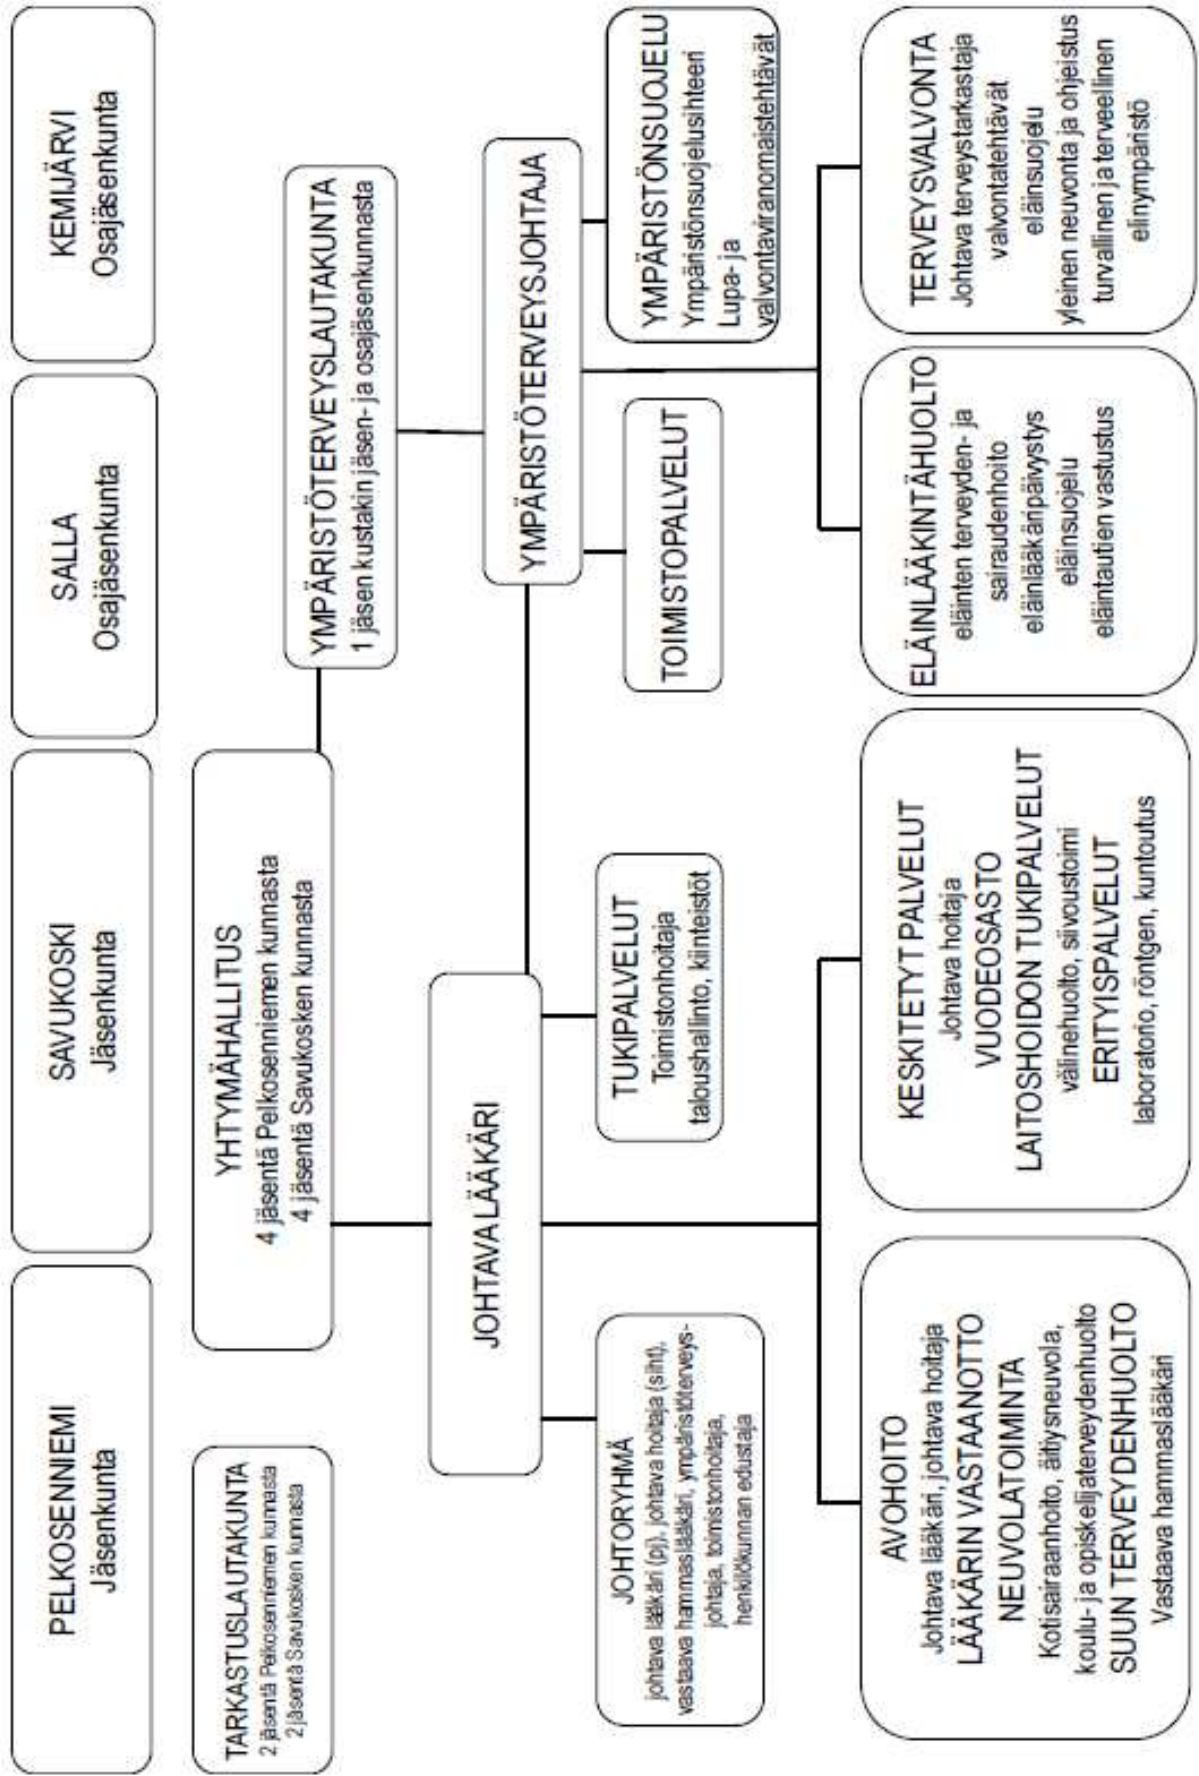 PELKOSENNIEMI
Jäsenkunta
SAVUKOSKI
Jäsenkunta
SALLA
Osajäsenkunta
KEMIJÄRVI
Osajäsenkunta
TARKASTUSLAUTAKUNTA
2 jäsentä Pelkosenniemen kunnasta
2 jäsentä Savukosken kunnasta
YHTYMÄHALLITUS
4 jäsentä Pelkosenniemen kunnasta
4 jäsentä Savukosken kunnasta
YMPÄRISTÖTERVEYSLAUTAKUNTA
1 jäsen kustakin jäsen- ja osajäsenkunnasta
JOHTAVA LÄÄKÄRI
YMPÄRISTÖTERVEYSJOHTAJA
JOHTORYHMÄ
johtava lääkäri (pj), johtava hoitaja (siht),
vastaava hammaslääkäri, ympäristöterveys-
johtaja, toimistonhoitaja,
henkilökunnan edustaja
TUKIPALVELUT
Toimistonhoitaja
taloushallinto, kiinteistöt
TOIMISTOPALVELUT
YMPÄRISTÖNSUOJELU
Ympäristönsuojelusihteeri
Lupa- ja
valvontaviranomaistehtävät
AVOHOITO
Johtava lääkäri, johtava hoitaja
LÄÄKÄRIN VASTAANOTTO
NEUVOLATOIMINTA
Kotisairaanhoito, äitiysneuvola,
koulu- ja opiskelijaterveydenhuolto
SUUN TERVEYDENHUOLTO
Vastaava hammaslääkäri
KESKITETYT PALVELUT
Johtava hoitaja
VUODEOSASTO
LAITOSHOIDON TUKIPALVELUT
välinehuolto, siivoustoimi
ERITYISPALVELUT
laboratorio, röntgen, kuntoutus
ELÄINLÄÄKINTÄHUOLTO
eläinten terveyden- ja
sairaudenhoito
eläinlääkäripäivystys
eläinsuojelu
eläintautien vastustus
TERVEYSVALVONTA
Johtava terveystarkastaja
valvontatehtävät
eläinsuojelu
yleinen neuvonta ja ohjeistus
turvallinen ja terveellinen
elinympäristö